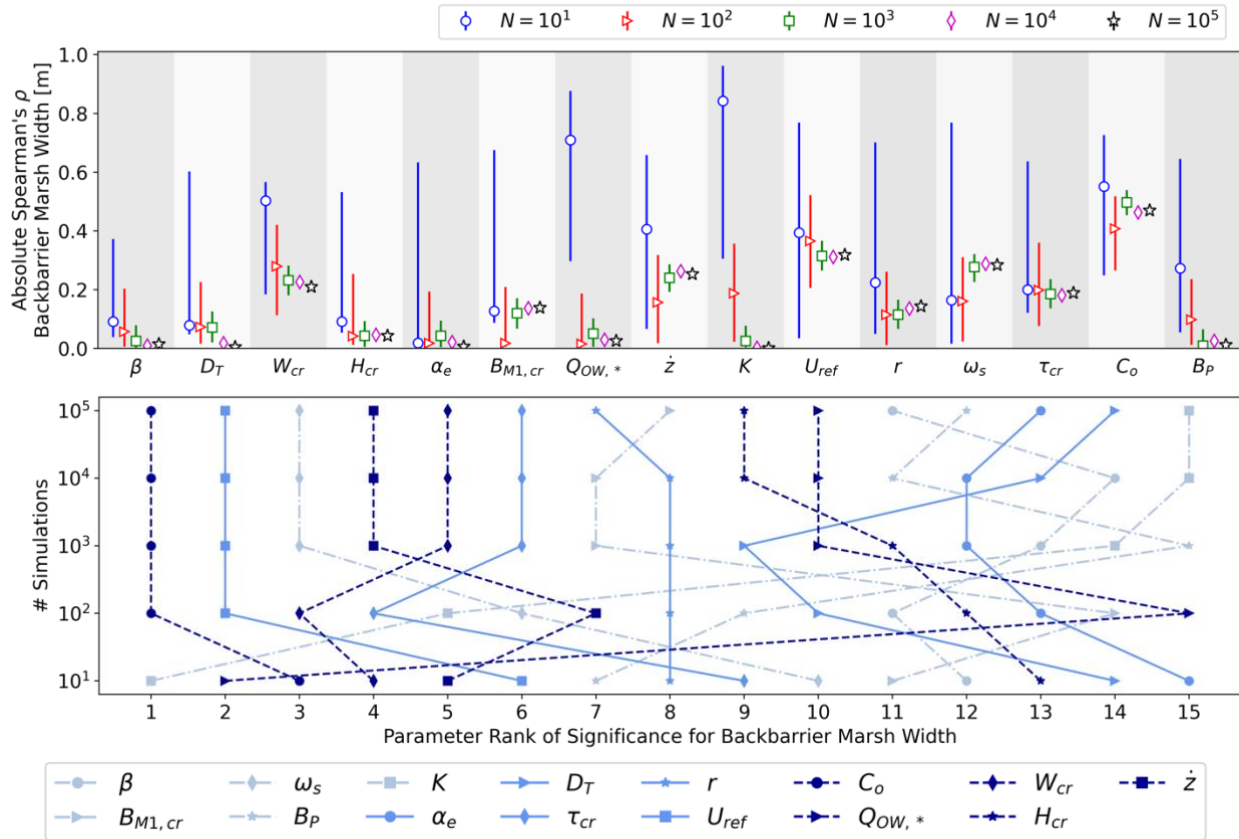 N = 10¹ N = 10² N = 10³ N = 10⁴ N = 10⁵
Absolute Spearman's ρ
Backbarrier Marsh Width [m]
1.0
0.8
0.6
0.4
0.2
0.0
β D_T W_cr H_cr α_e B_M1,cr Q_OW,* ż K U_ref r ω_s τ_cr C_o B_P
# Simulations
10⁵
10⁴
10³
10²
10¹
1 2 3 4 5 6 7 8 9 10 11 12 13 14 15
Parameter Rank of Significance for Backbarrier Marsh Width
β ω_s K D_T r C_o W_cr ż
B_M1,cr B_P α_e τ_cr U_ref Q_OW,* H_cr